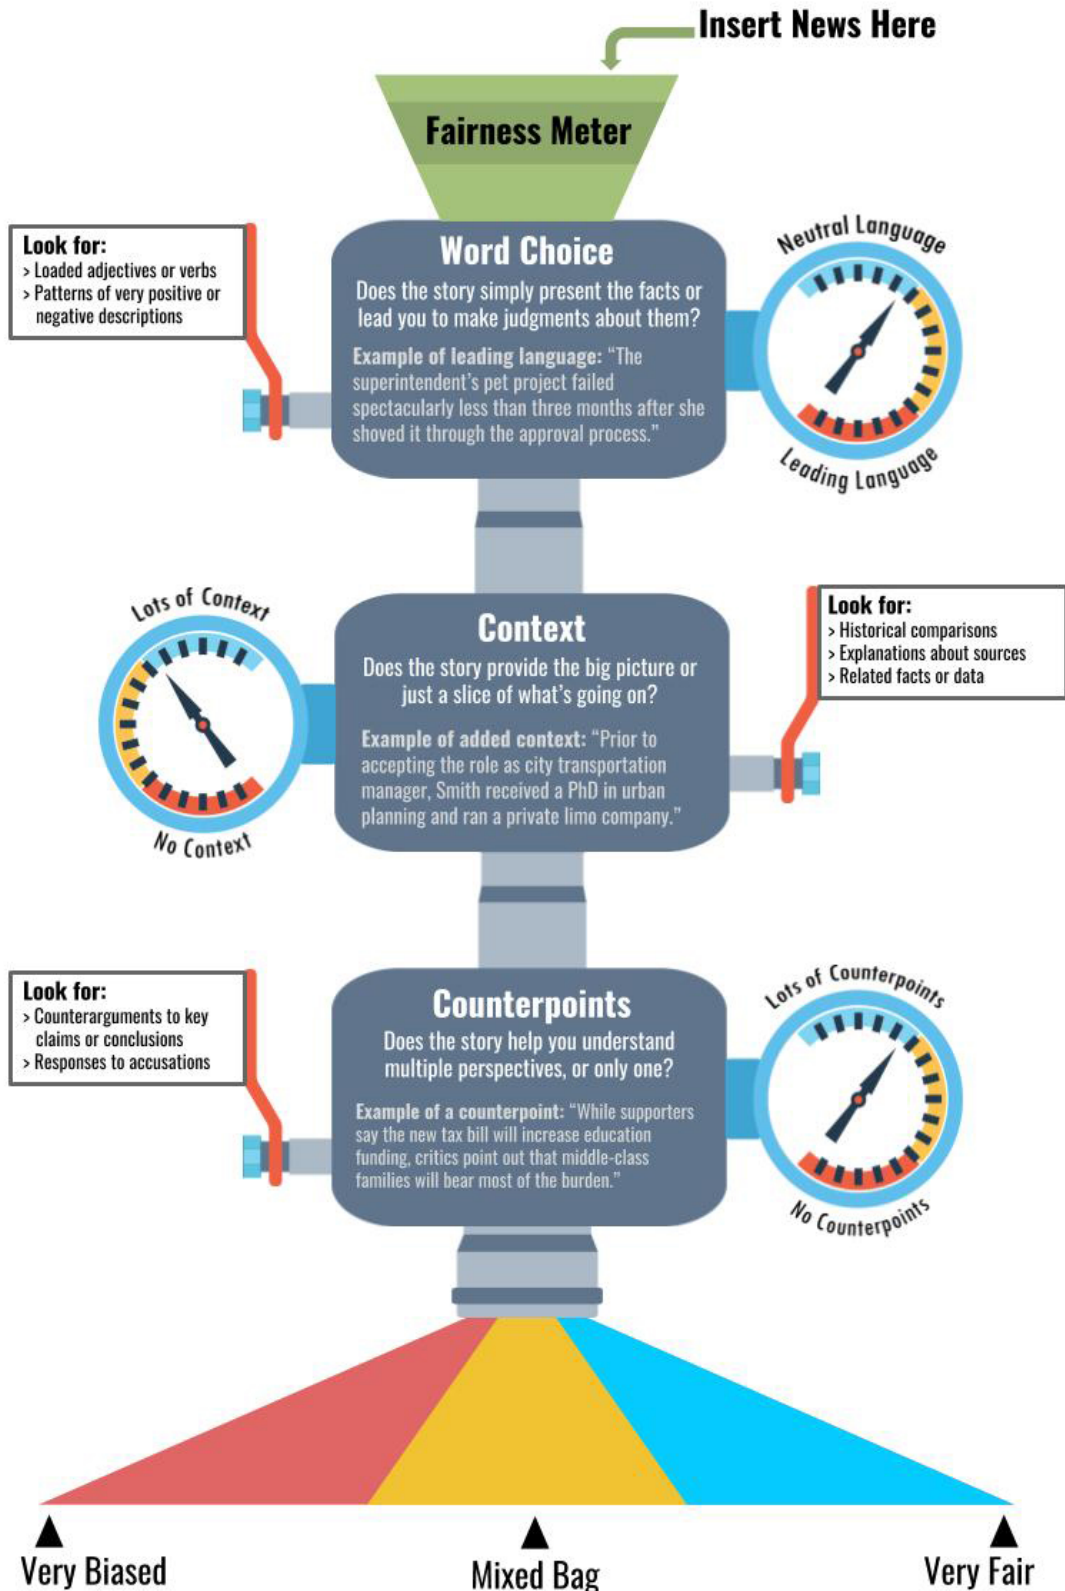 Insert News Here
Fairness Meter
Look for:
> Loaded adjectives or verbs
> Patterns of very positive or
negative descriptions
Word Choice
Does the story simply present the facts or
lead you to make judgments about them?
Example of leading language: “The
superintendent’s pet project failed
spectacularly less than three months after she
shoved it through the approval process.”
Neutral Language
Leading Language
Lots of Context
No Context
Context
Does the story provide the big picture or
just a slice of what’s going on?
Example of added context: “Prior to
accepting the role as city transportation
manager, Smith received a PhD in urban
planning and ran a private limo company.”
Look for:
> Historical comparisons
> Explanations about sources
> Related facts or data
Look for:
> Counterarguments to key
claims or conclusions
> Responses to accusations
Counterpoints
Does the story help you understand
multiple perspectives, or only one?
Example of a counterpoint: “While supporters
say the new tax bill will increase education
funding, critics point out that middle-class
families will bear most of the burden.”
Lots of Counterpoints
No Counterpoints
Very Biased
Mixed Bag
Very Fair